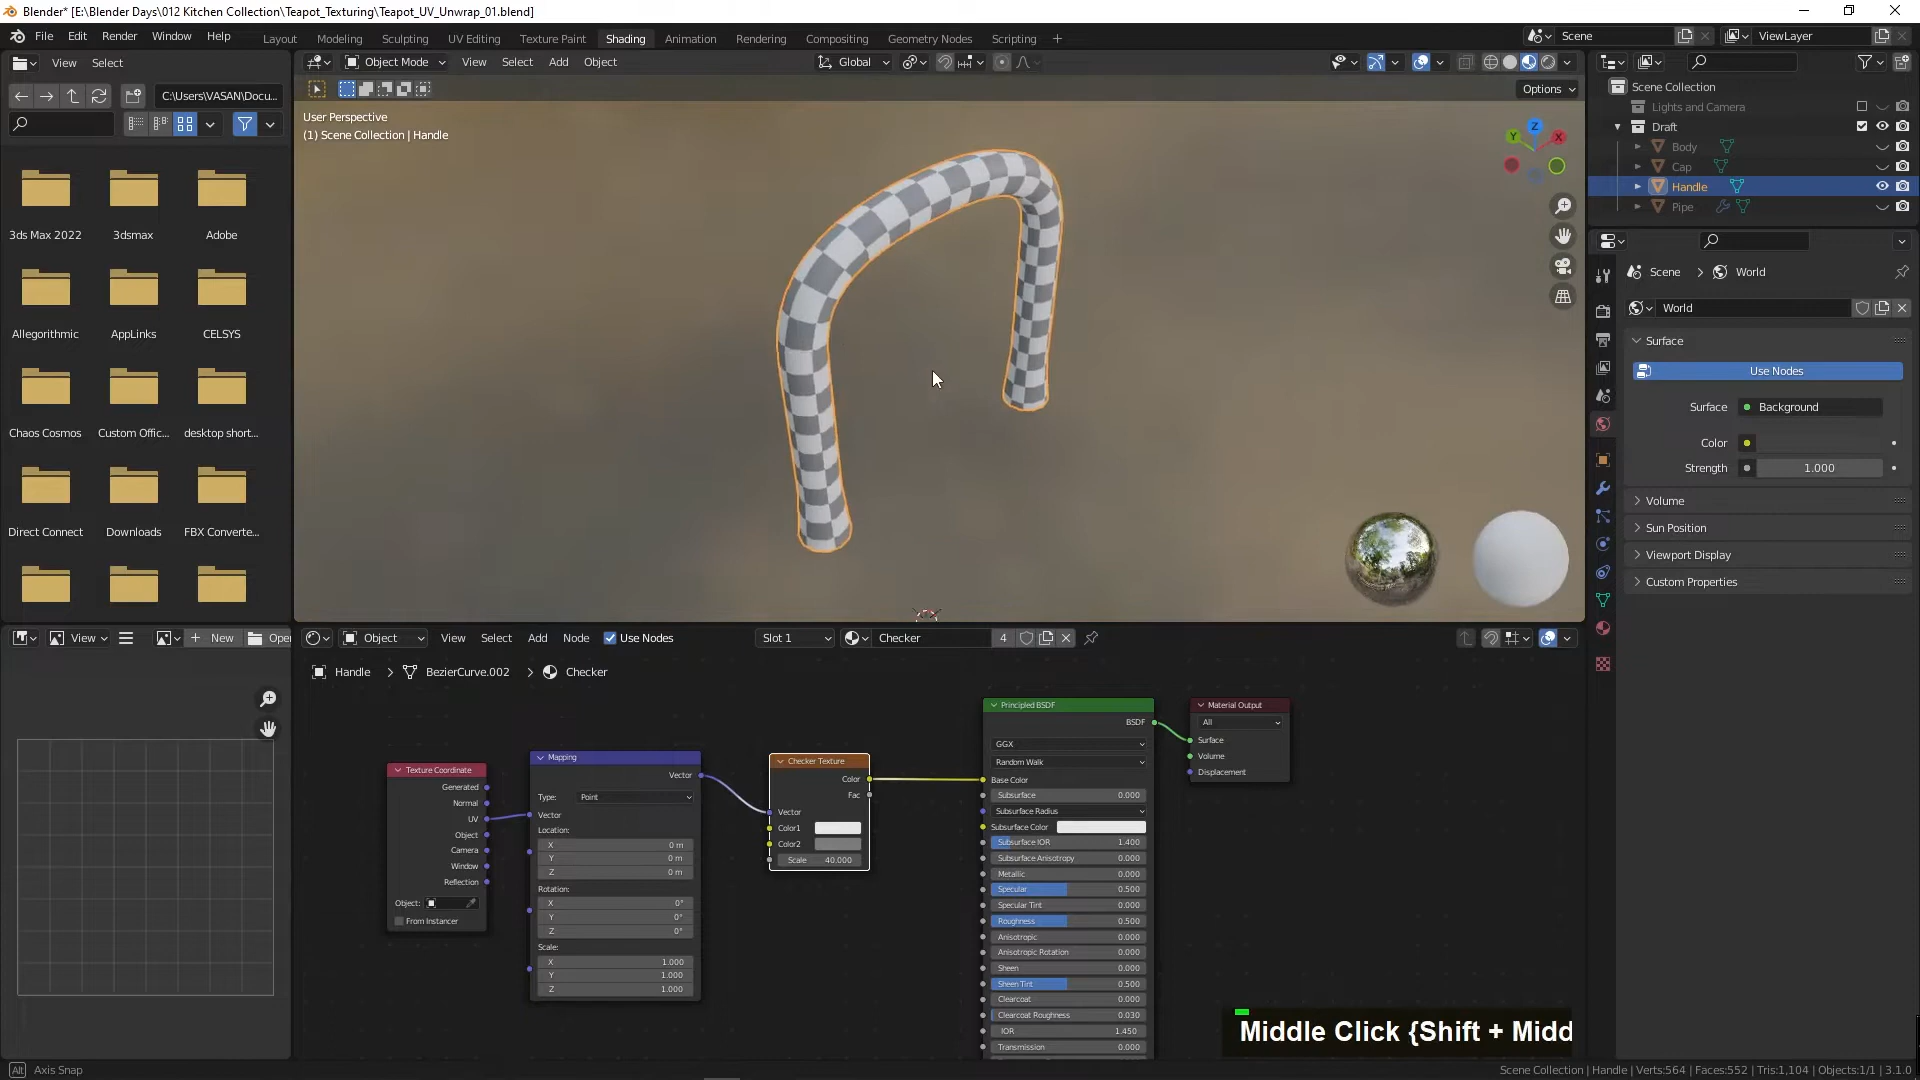 Blender* [E:\Blender Days\012 Kitchen Collection\Teapot_Texturing\Teapot_UV_Unwrap_01.blend]
File Edit Render Window Help Layout Modeling Sculpting UV Editing Texture Paint Shading Animation Rendering Compositing Geometry Nodes Scripting + Scene ViewLayer
View Select Object Mode View Select Add Object Global
Scene Collection
C:\Users\VASAN\Docu... Options
Lights and Camera
User Perspective
(1) Scene Collection | Handle
Draft
Body
Cap
Handle
Pipe
3ds Max 2022 3dsmax Adobe
Allegorithmic AppLinks CELSYS
Chaos Cosmos Custom Offic... desktop short...
Direct Connect Downloads FBX Converte...
X Y Z
Scene > World
World
Surface
Use Nodes
Surface Background
Color
Strength 1.000
Volume
Sun Position
Viewport Display
Custom Properties
View New Open
Object View Select Add Node Use Nodes Slot 1 Checker 4
Handle > BezierCurve.002 > Checker
Texture Coordinate
Generated
Normal
UV
Object
Camera
Window
Reflection
Object:
From Instancer
Mapping
Vector
Type: Point
Vector
Location:
X 0 m
Y 0 m
Z 0 m
Rotation:
X 0°
Y 0°
Z 0°
Scale:
X 1.000
Y 1.000
Z 1.000
Checker Texture
Color
Fac
Vector
Color1
Color2
Scale 40.000
Principled BSDF
BSDF
GGX
Random Walk
Base Color
Subsurface 0.000
Subsurface Radius
Subsurface Color
Subsurface IOR 1.400
Subsurface Anisotropy 0.000
Metallic 0.000
Specular 0.500
Specular Tint 0.000
Roughness 0.500
Anisotropic 0.000
Anisotropic Rotation 0.000
Sheen 0.000
Sheen Tint 0.500
Clearcoat 0.000
Clearcoat Roughness 0.030
IOR 1.450
Transmission 0.000
Material Output
All
Surface
Volume
Displacement
Middle Click {Shift + Midd
Alt Axis Snap
Scene Collection | Handle | Verts:564 | Faces:552 | Tris:1,104 | Objects:1/1 | 3.1.0